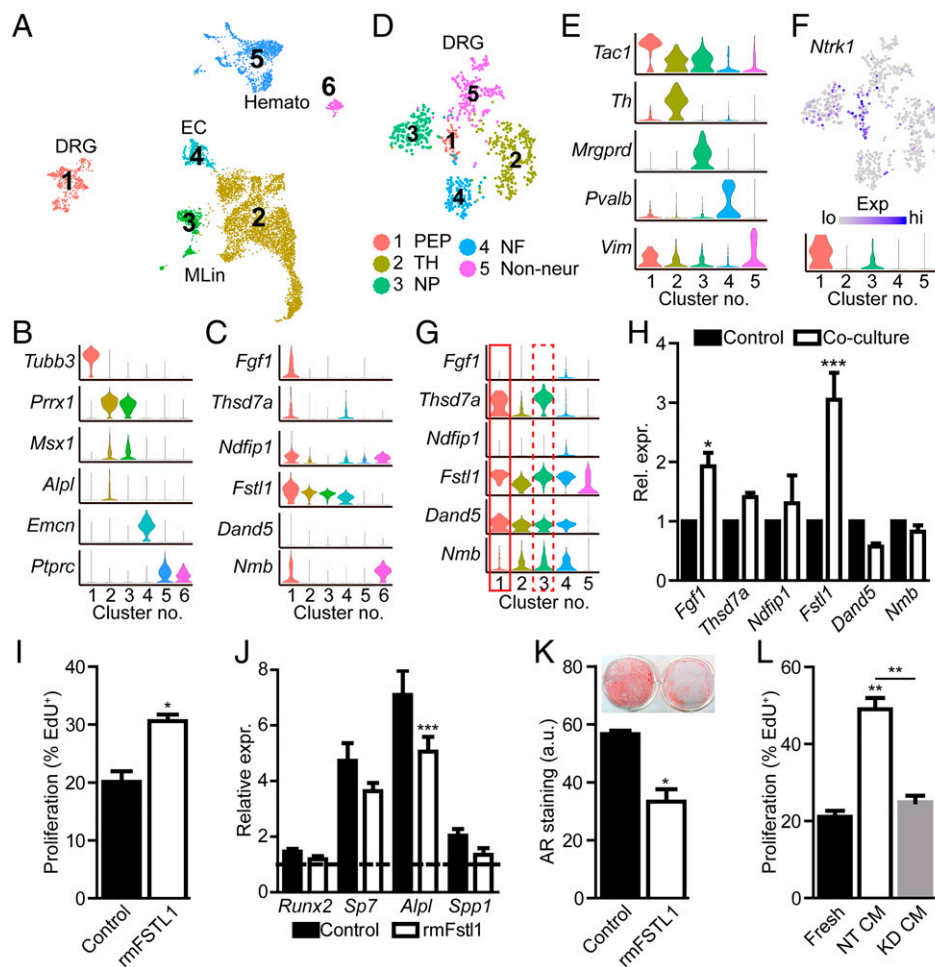 A
5
Hemato
6
DRG
1
EC
4
3
MLin
2
D
DRG
5
3
1
2
4
1 PEP
2 TH
3 NP
4 NF
5 Non-neur
E
Tac1
Th
Mrgprd
Pvalb
Vim
1 2 3 4 5
Cluster no.
F
Ntrk1
Exp
lo hi
1 2 3 4 5
Cluster no.
B
Tubb3
Prrx1
Msx1
Alpl
Emcn
Ptprc
1 2 3 4 5 6
Cluster no.
C
Fgf1
Thsd7a
Ndfip1
Fstl1
Dand5
Nmb
1 2 3 4 5 6
Cluster no.
G
Fgf1
Thsd7a
Ndfip1
Fstl1
Dand5
Nmb
1 2 3 4 5
Cluster no.
H
Control Co-culture
Rel. expr.
4
3
2
1
0
*
***
Fgf1 Thsd7a Ndfip1 Fstl1 Dand5 Nmb
I
Proliferation (% EdU+)
40
30
20
10
0
*
Control rmFSTL1
J
Relative expr.
8
6
4
2
0
***
Runx2 Sp7 Alpl Spp1
Control rmFstl1
K
AR staining (a.u.)
80
60
40
20
0
*
Control rmFSTL1
L
Proliferation (% EdU+)
60
40
20
0
**
**
Fresh NT CM KD CM